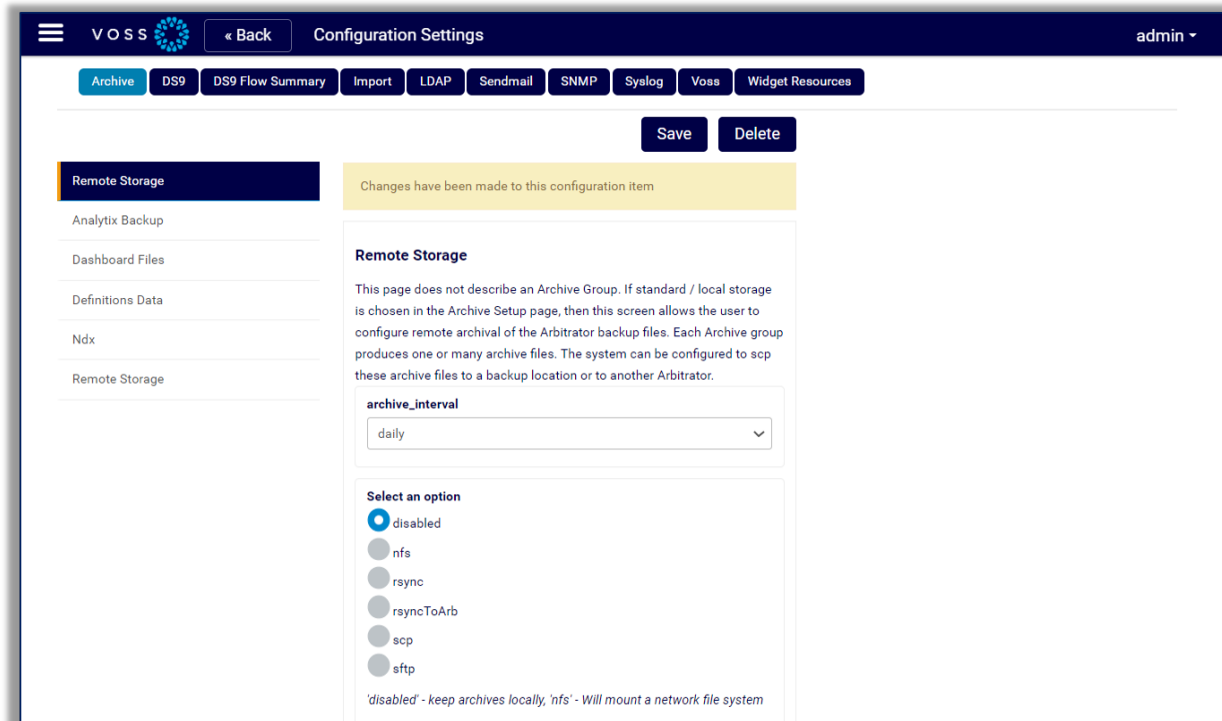 VOSS « Back Configuration Settings admin
Archive DS9 DS9 Flow Summary Import LDAP Sendmail SNMP Syslog Voss Widget Resources
Save Delete
Remote Storage
Analytix Backup
Dashboard Files
Definitions Data
Ndx
Remote Storage
Changes have been made to this configuration item
Remote Storage
This page does not describe an Archive Group. If standard / local storage
is chosen in the Archive Setup page, then this screen allows the user to
configure remote archival of the Arbitrator backup files. Each Archive group
produces one or many archive files. The system can be configured to scp
these archive files to a backup location or to another Arbitrator.
archive_interval
daily
Select an option
disabled
nfs
rsync
rsyncToArb
scp
sftp
'disabled' - keep archives locally, 'nfs' - Will mount a network file system